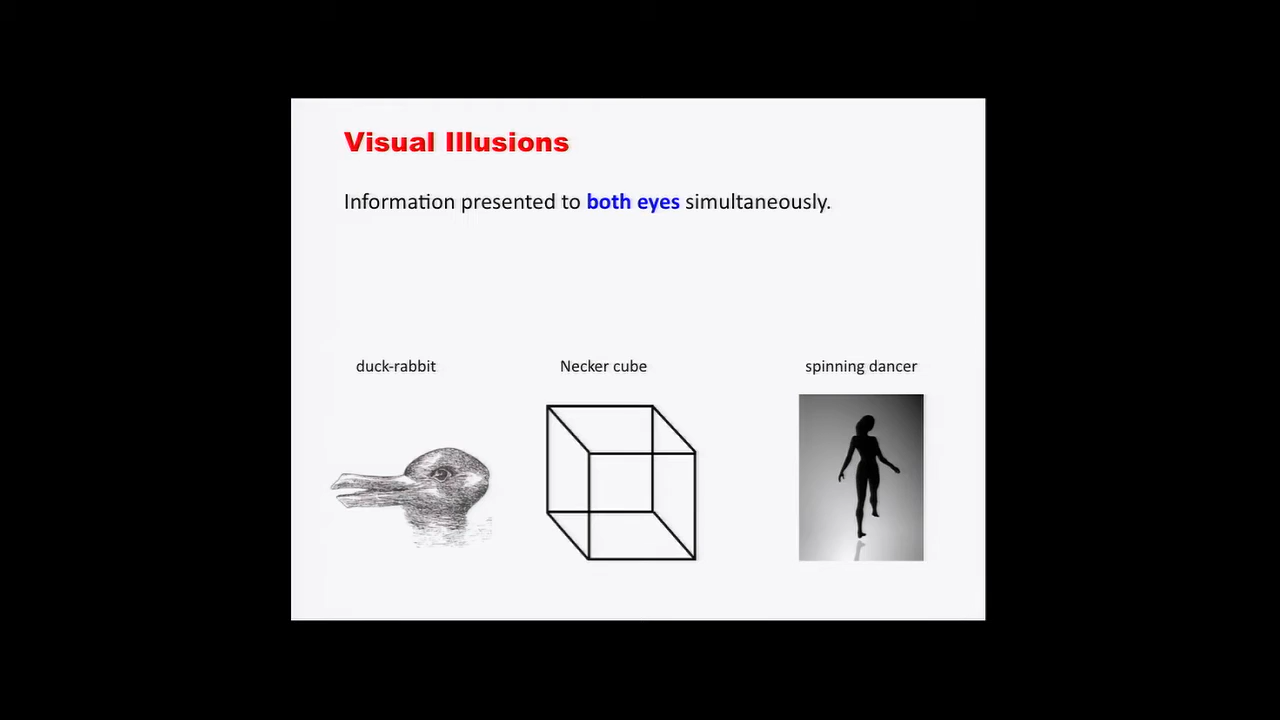 Visual Illusions
Information presented to both eyes simultaneously.
duck-rabbit
Necker cube
spinning dancer